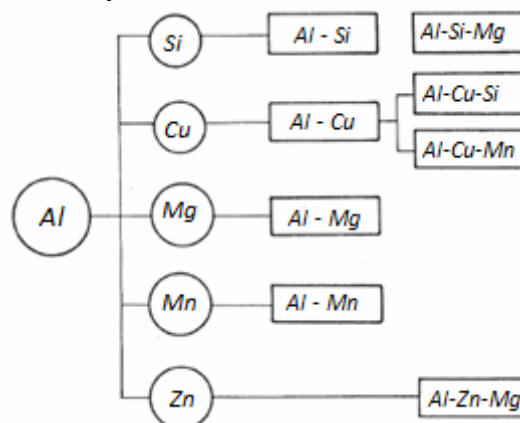 Si
Al - Si
Al-Si-Mg
Al-Cu-Si
Cu
Al - Cu
Al-Cu-Mn
Al
Mg
Al - Mg
Mn
Al - Mn
Zn
Al-Zn-Mg